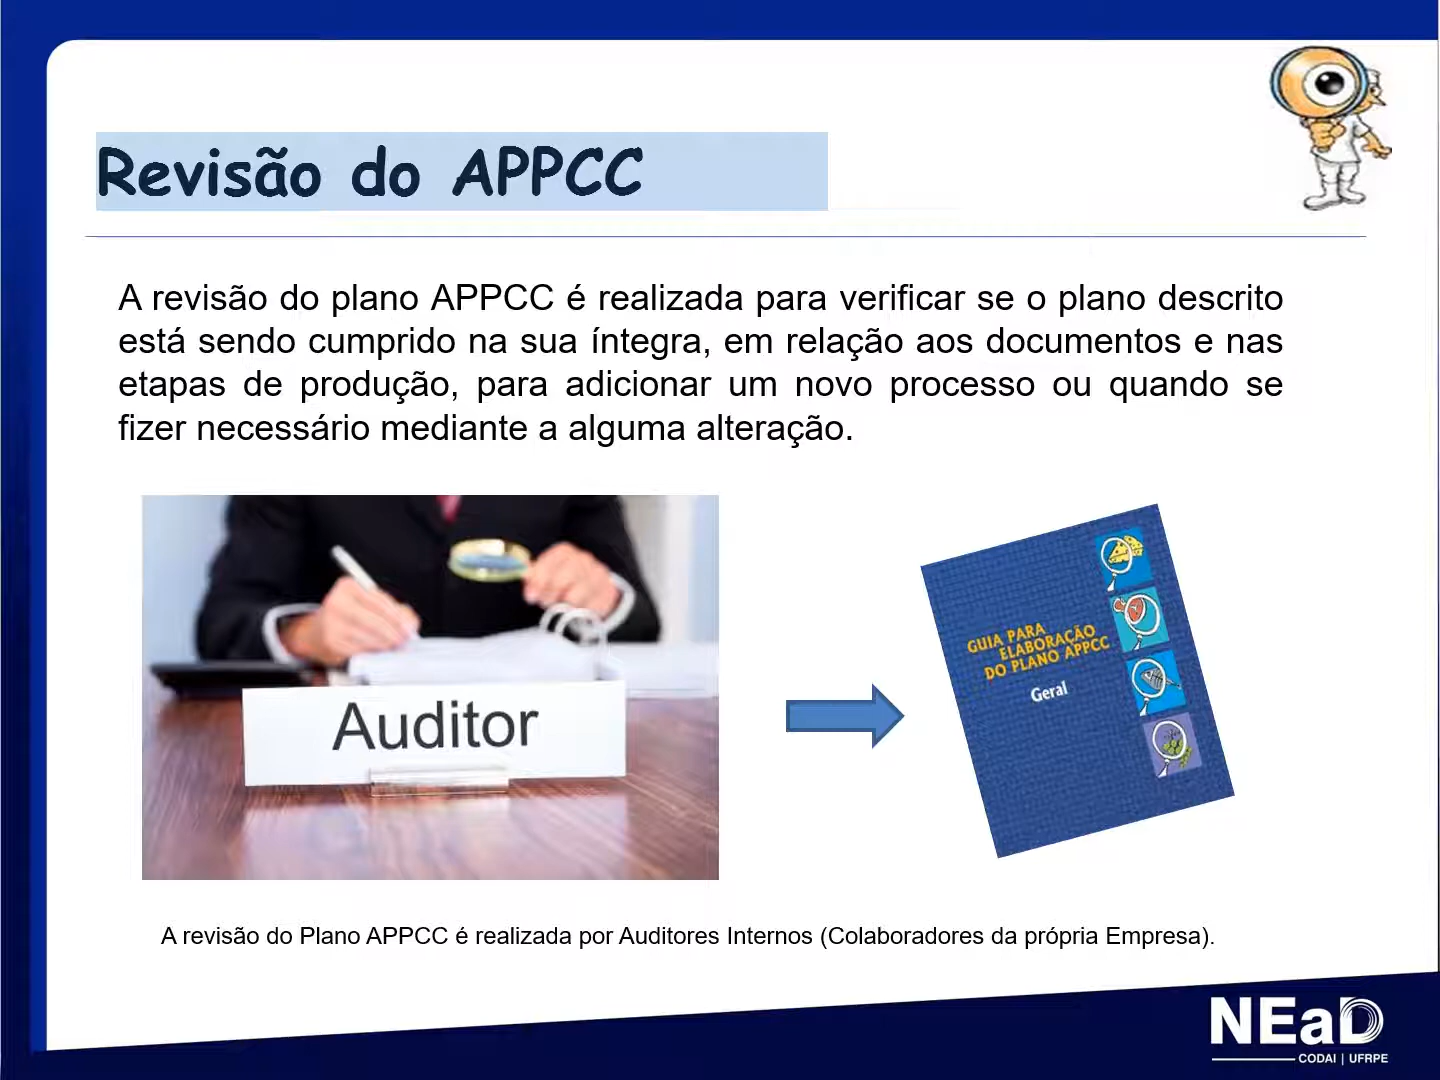 Revisão do APPCC
A revisão do plano APPCC é realizada para verificar se o plano descrito
está sendo cumprido na sua íntegra, em relação aos documentos e nas
etapas de produção, para adicionar um novo processo ou quando se
fizer necessário mediante a alguma alteração.
Auditor
GUIA PARA
ELABORAÇÃO
DO PLANO APPCC
Geral
A revisão do Plano APPCC é realizada por Auditores Internos (Colaboradores da própria Empresa).
NEaD
CODAI | UFRPE